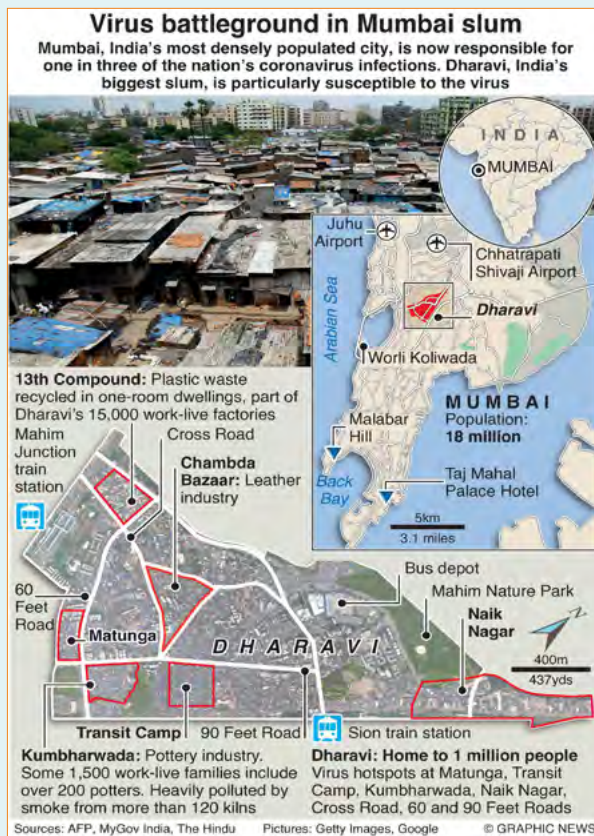 Virus battleground in Mumbai slum
Mumbai, India's most densely populated city, is now responsible for
one in three of the nation's coronavirus infections. Dharavi, India's
biggest slum, is particularly susceptible to the virus
INDIA
MUMBAI
Juhu
Airport
Chhatrapati
Shivaji Airport
Arabian Sea
Dharavi
Worli Koliwada
MUMBAI
Population:
18 million
Malabar
Hill
Back
Bay
Taj Mahal
Palace Hotel
5km
3.1 miles
13th Compound: Plastic waste
recycled in one-room dwellings, part of
Dharavi's 15,000 work-live factories
Mahim
Junction
train
station
Cross Road
Chambda
Bazaar: Leather
industry
60
Feet
Road
Matunga
DHARAVI
Bus depot
Mahim Nature Park
Naik
Nagar
N
400m
437yds
Transit Camp
90 Feet Road
Sion train station
Kumbharwada: Pottery industry.
Some 1,500 work-live families include
over 200 potters. Heavily polluted by
smoke from more than 120 kilns
Dharavi: Home to 1 million people
Virus hotspots at Matunga, Transit
Camp, Kumbharwada, Naik Nagar,
Cross Road, 60 and 90 Feet Roads
Sources: AFP, MyGov India, The Hindu
Pictures: Getty Images, Google
© GRAPHIC NEWS